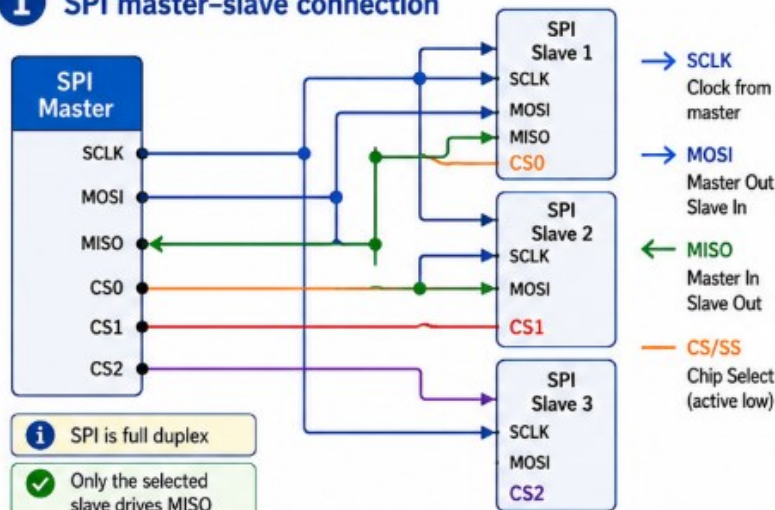 1 SPI master–slave connection
SPI
Master
SCLK
MOSI
MISO
CS0
CS1
CS2
SPI
Slave 1
SCLK
MOSI
MISO
CS0
SPI
Slave 2
SCLK
MOSI
CS1
SPI
Slave 3
SCLK
MOSI
CS2
SCLK
Clock from
master
MOSI
Master Out
Slave In
MISO
Master In
Slave Out
CS/SS
Chip Select
(active low)
i SPI is full duplex
Only the selected
slave drives MISO